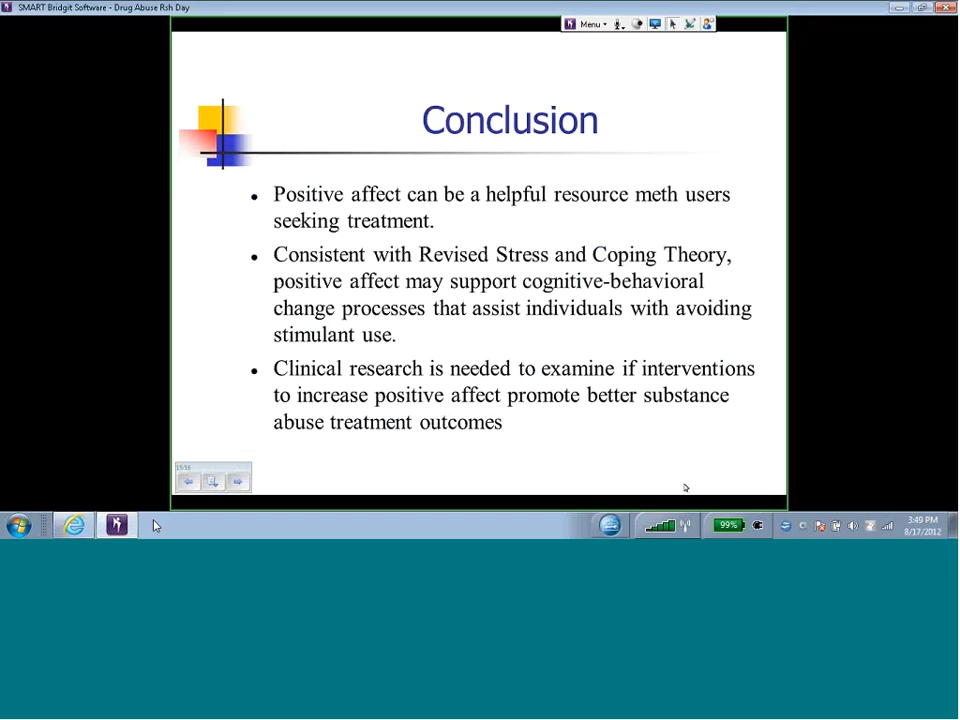 SMART Bridgit Software - Drug Abuse Rsh Day
Menu
Conclusion
Positive affect can be a helpful resource meth users
seeking treatment.
Consistent with Revised Stress and Coping Theory,
positive affect may support cognitive-behavioral
change processes that assist individuals with avoiding
stimulant use.
Clinical research is needed to examine if interventions
to increase positive affect promote better substance
abuse treatment outcomes
99%
3:49 PM
8/17/2012